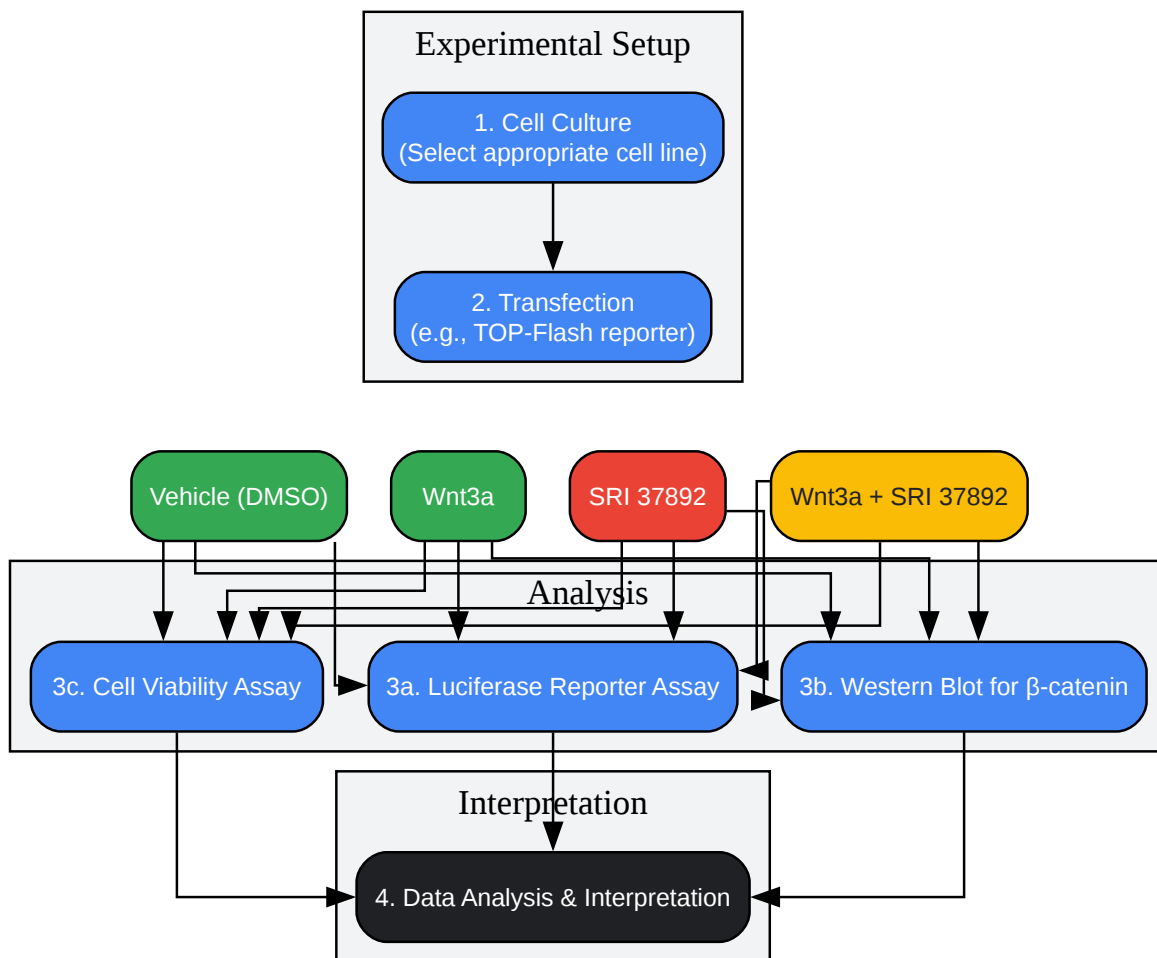 Experimental Setup
1. Cell Culture
(Select appropriate cell line)
2. Transfection
(e.g., TOP-Flash reporter)
Vehicle (DMSO)
Wnt3a
SRI 37892
Wnt3a + SRI 37892
Analysis
3c. Cell Viability Assay
3a. Luciferase Reporter Assay
3b. Western Blot for β-catenin
Interpretation
4. Data Analysis & Interpretation